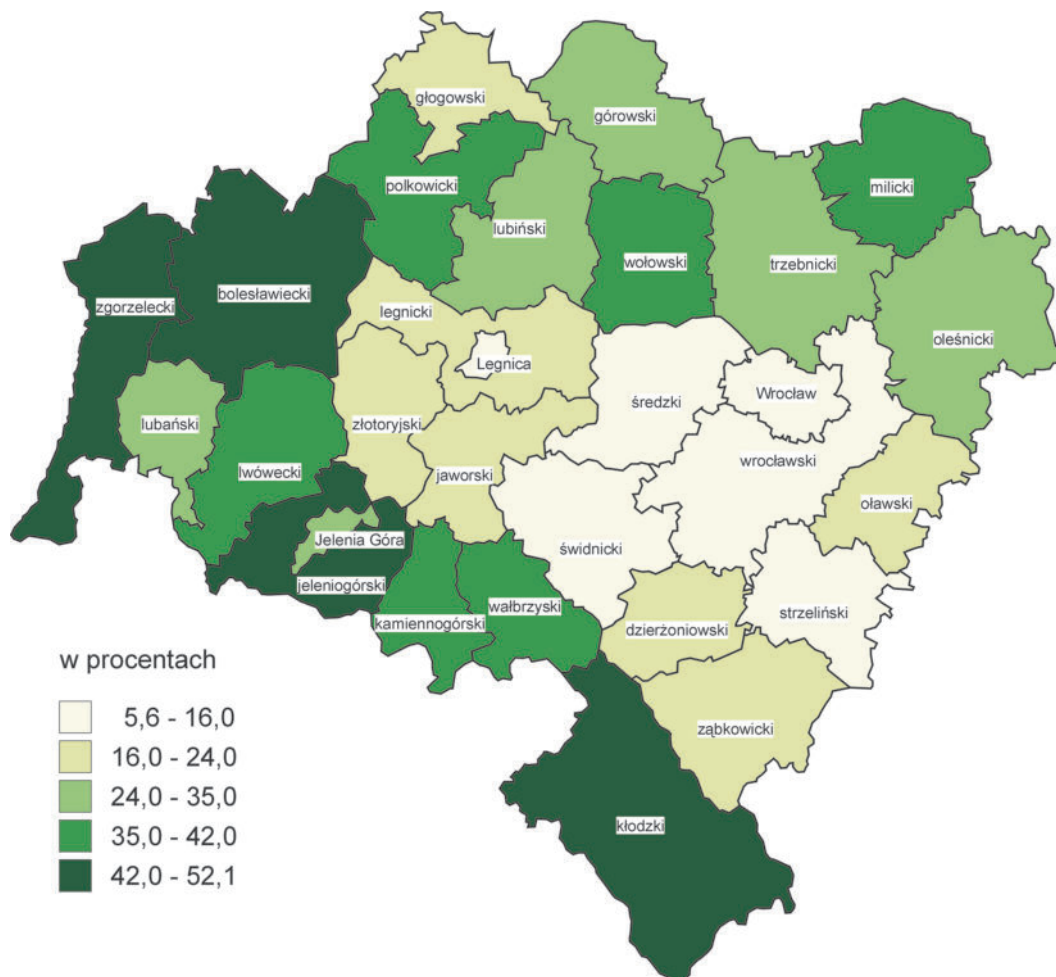 głogowski
górowski
polkowicki
milicki
lubiński
wołowski
trzebnicki
zgorzelecki
bolesławiecki
legnicki
oleśnicki
Legnica
średzki
Wrocław
lubański
złotoryjski
wrocławski
lwówecki
jaworski
oławski
Jelenia Góra
świdnicki
jeleniogórski
wałbrzyski
strzeliński
kamiennogórski
dzierżoniowski
ząbkowicki
kłodzki
w procentach
5,6 - 16,0
16,0 - 24,0
24,0 - 35,0
35,0 - 42,0
42,0 - 52,1